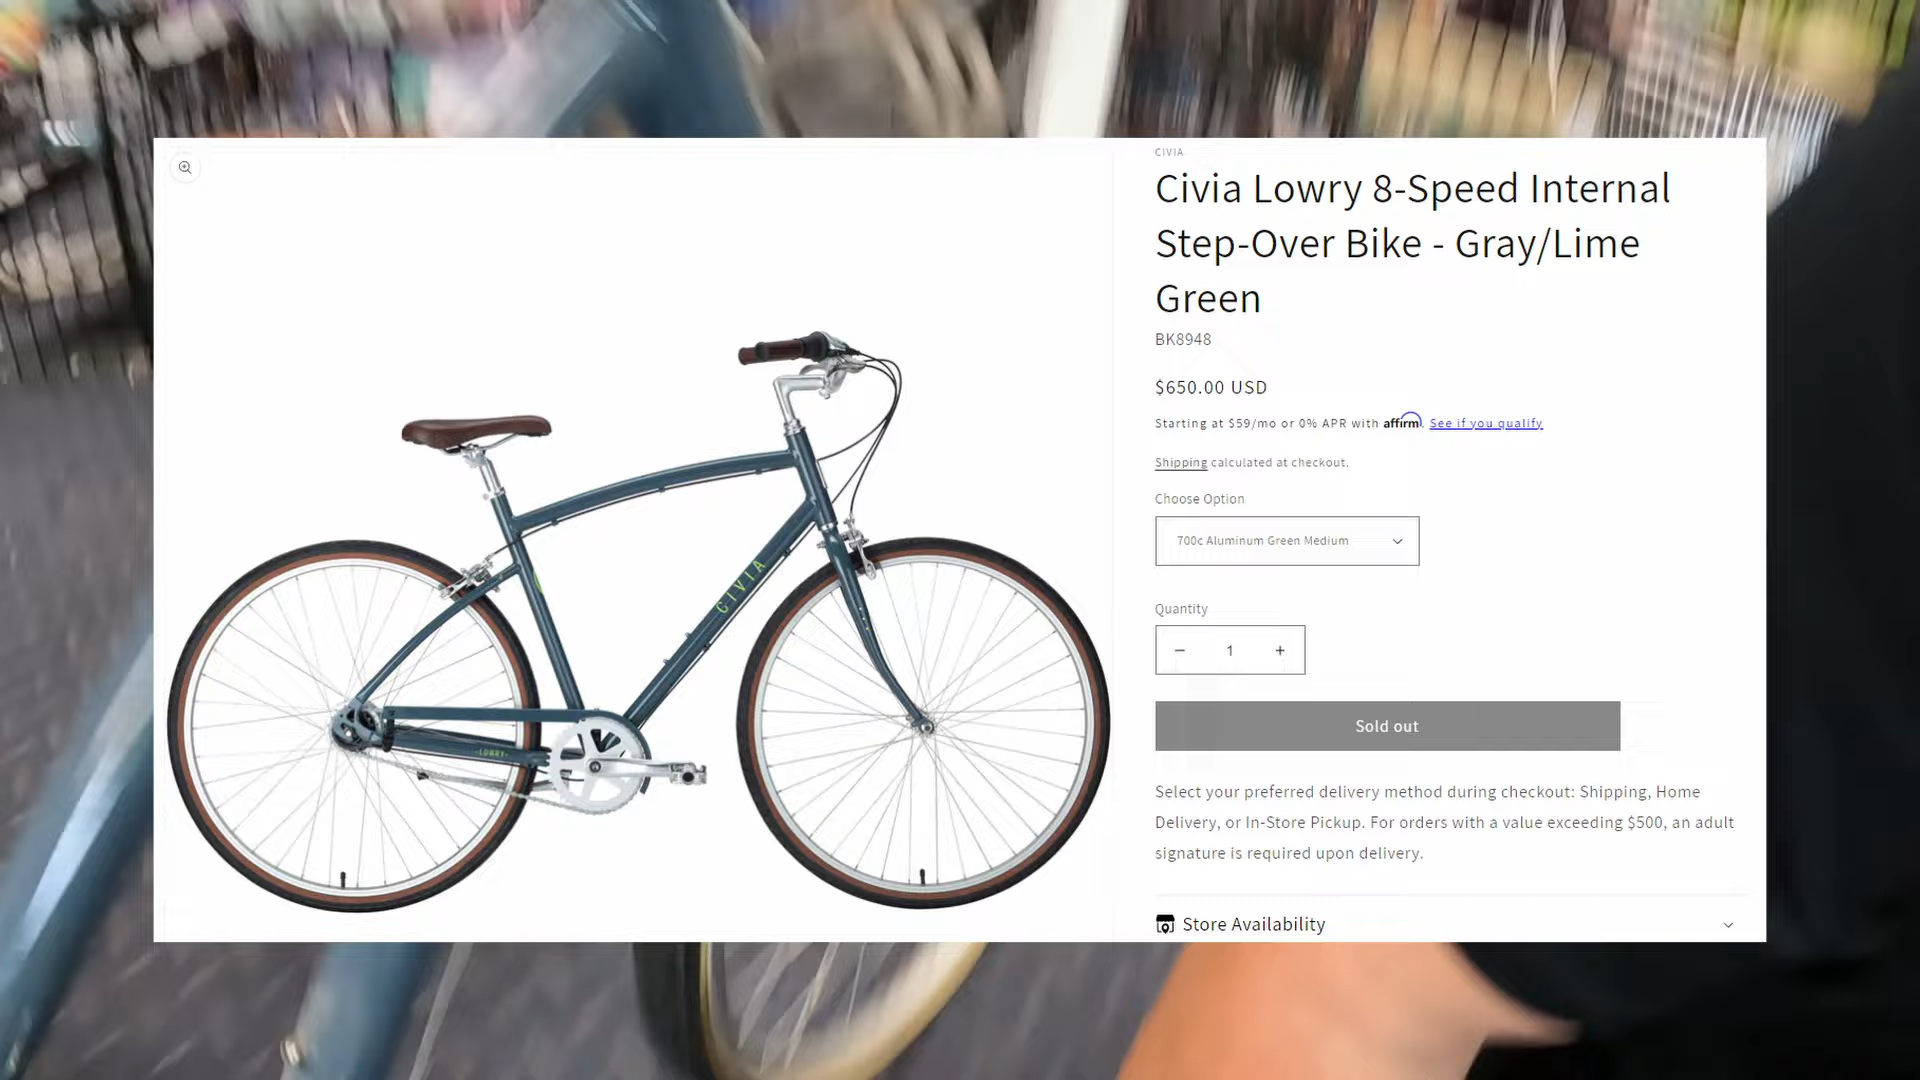 CIVIA
Civia Lowry 8-Speed Internal
Step-Over Bike - Gray/Lime
Green
BK8948
$650.00 USD
Starting at $59/mo or 0% APR with affirm. See if you qualify
Shipping calculated at checkout.
Choose Option
700c Aluminum Green Medium
Quantity
− 1 +
Sold out
Select your preferred delivery method during checkout: Shipping, Home
Delivery, or In-Store Pickup. For orders with a value exceeding $500, an adult
signature is required upon delivery.
Store Availability
CIVIA
-LOWRY-